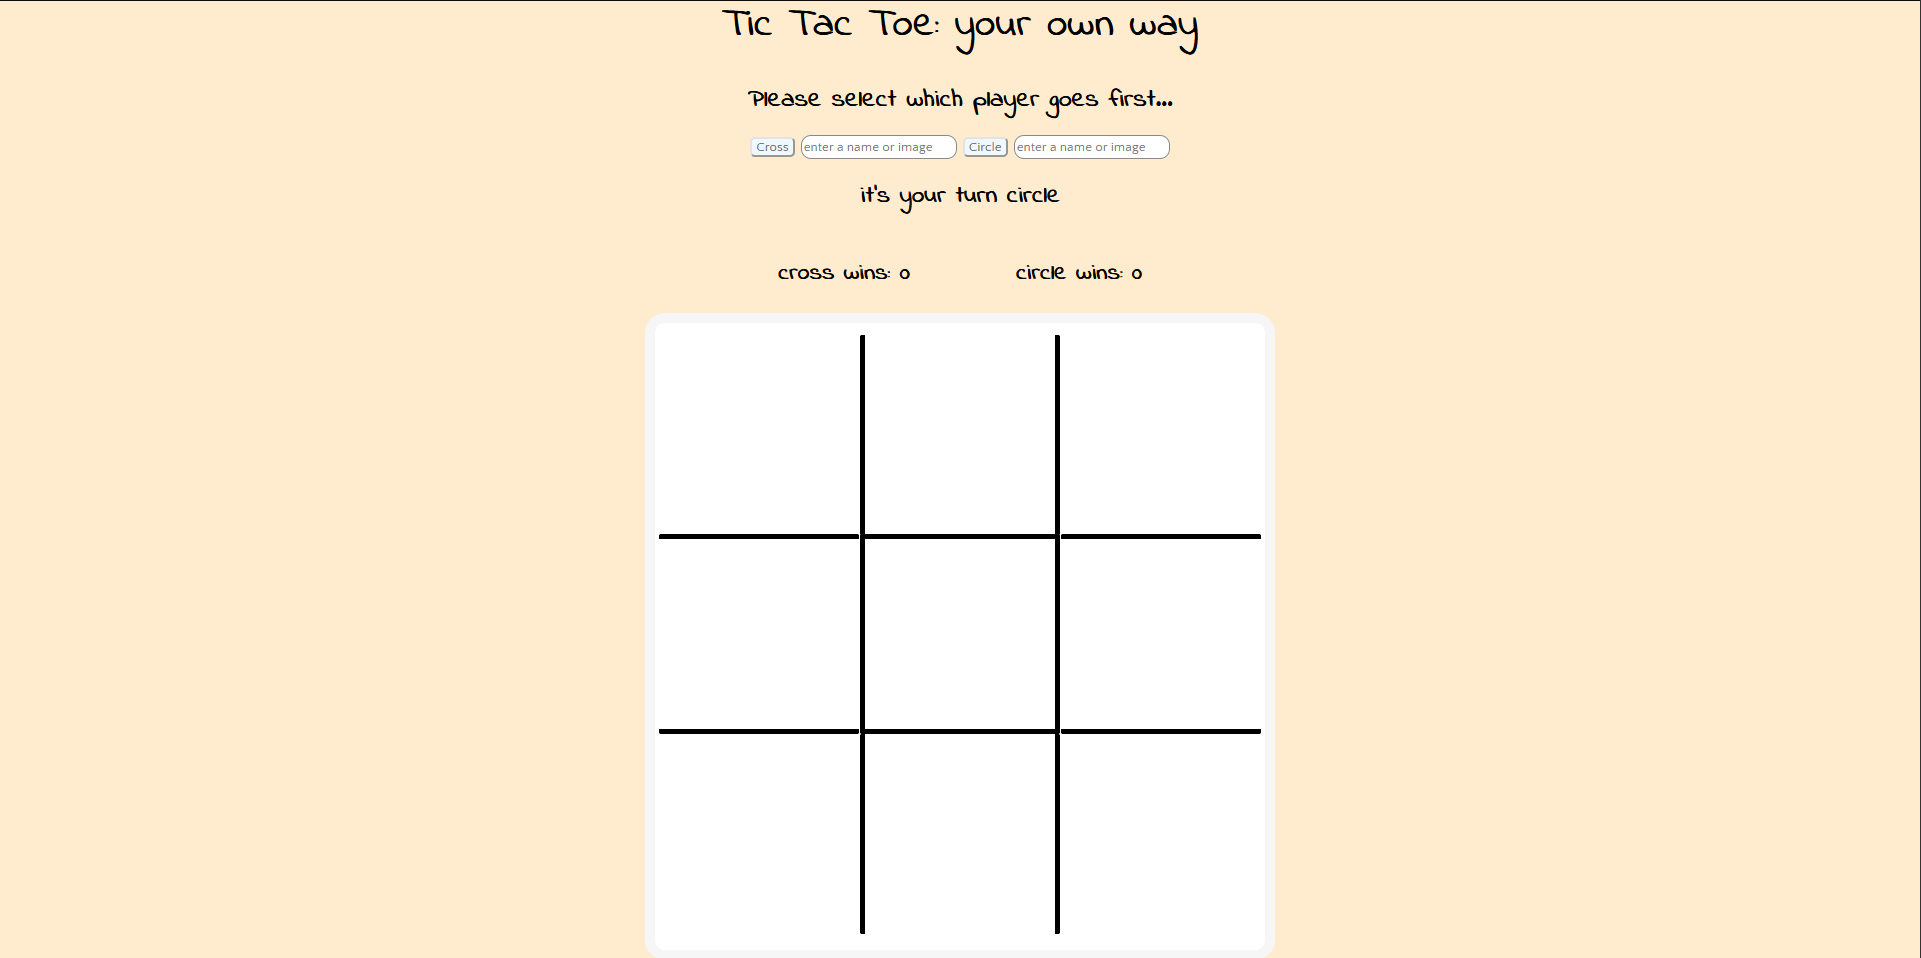 Tic Tac Toe: your own way
Please select which player goes first...
Cross enter a name or image Circle enter a name or image
it's your turn circle
cross wins: 0 circle wins: 0